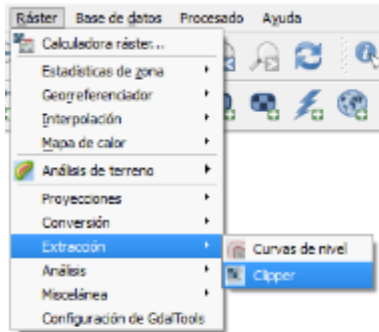 Ráster Base de datos Procesado Ayuda
Calculadora ráster...
Estadísticas de zona
Georreferenciador
Interpolación
Mapa de calor
Análisis de terreno
Proyecciones
Conversión
Extracción
Curvas de nivel
Análisis
Clipper
Miscelánea
Configuración de GdalTools